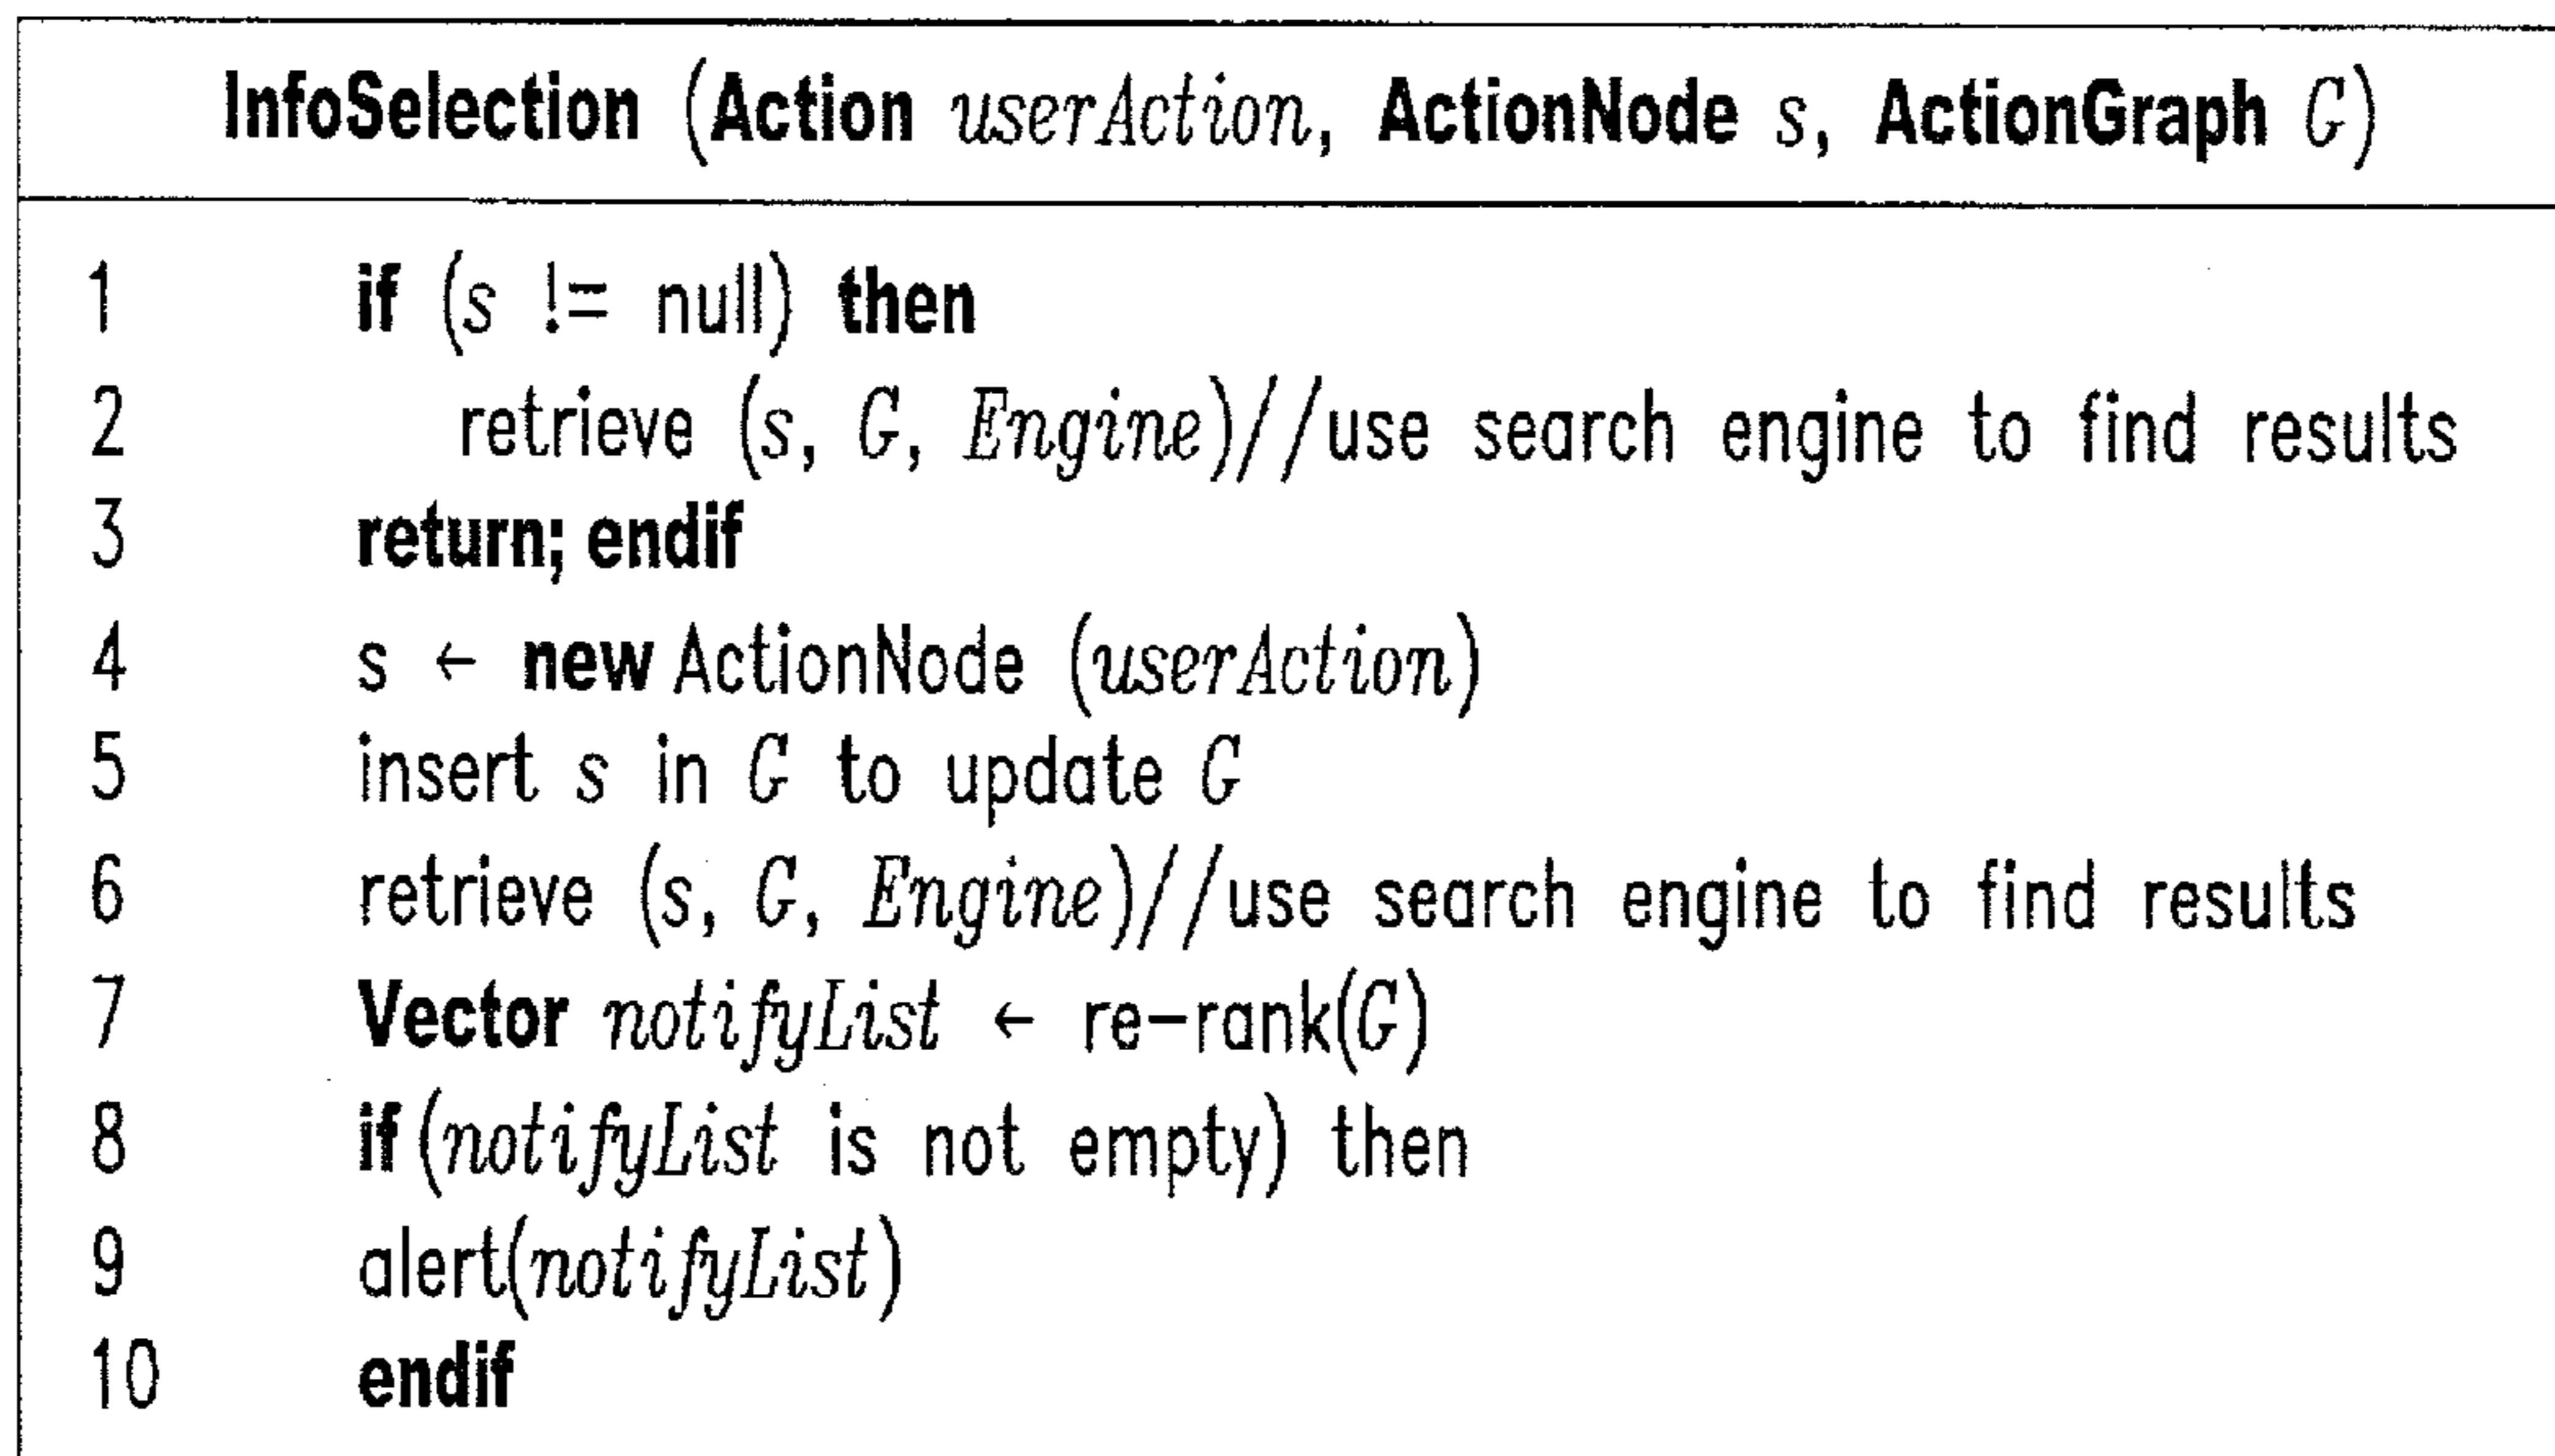 InfoSelection (Action userAction, ActionNode s, ActionGraph G)
1 if (s != null) then
2 retrieve (s, G, Engine)//use search engine to find results
3 return; endif
4 s ← new ActionNode (userAction)
5 insert s in G to update G
6 retrieve (s, G, Engine)//use search engine to find results
7 Vector notifyList ← re-rank(G)
8 if (notifyList is not empty) then
9 alert(notifyList)
10 endif